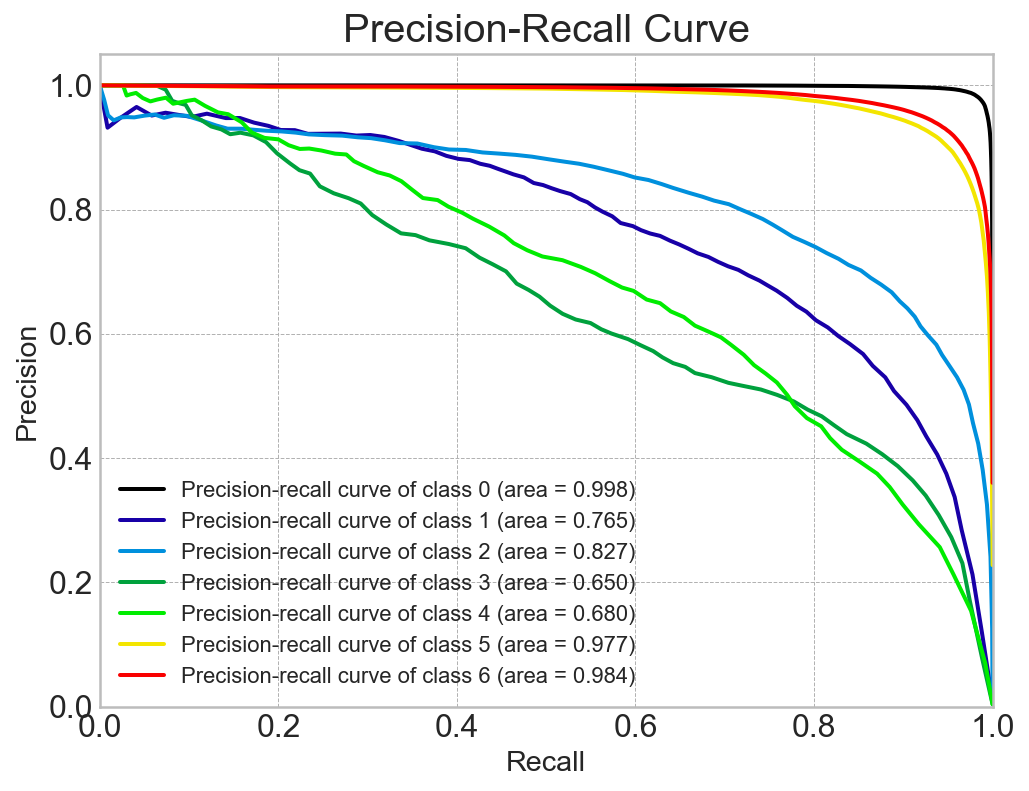 Precision-Recall Curve
1.0
0.8
0.6
0.4
0.2
0.0
Precision
Precision-recall curve of class 0 (area = 0.998)
Precision-recall curve of class 1 (area = 0.765)
Precision-recall curve of class 2 (area = 0.827)
Precision-recall curve of class 3 (area = 0.650)
Precision-recall curve of class 4 (area = 0.680)
Precision-recall curve of class 5 (area = 0.977)
Precision-recall curve of class 6 (area = 0.984)
0.0 0.2 0.4 0.6 0.8 1.0
Recall